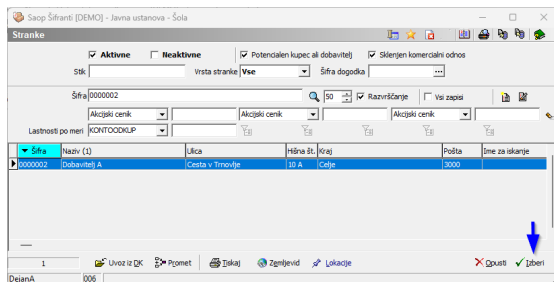 Saop Šifranti [DEMO] - Javna ustanova - Šola
Stranke
Aktivne Neaktivne Potencialen kupec ali dobavitelj Sklenjen komercialni odnos
Stik Vrsta stranke Vse Šifra dogodka ...
Šifra 0000002 50 Razvrščanje Vsi zapisi
Akcijski cenik Akcijski cenik Akcijski cenik
Lastnosti po meri KONTOODKUP
Šifra Naziv (1) Ulica Hišna št. Kraj Pošta Ime za iskanje
0000002 Dobavitelj A Cesta v Trnovlje 10 A Celje 3000
1 Uvoz iz DK Promet Tiskaj Zemljevid Lokacije Opusti Izberi
DejanA 006